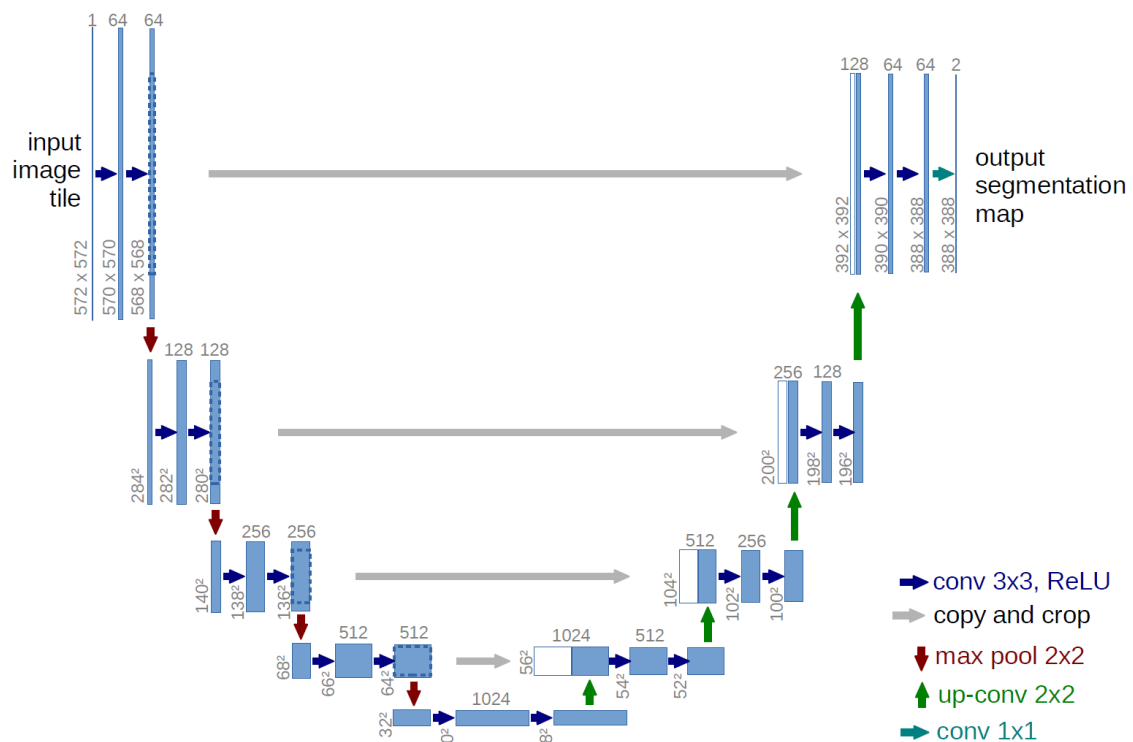 1 64 64
128 64 64 2
input
image
tile
output
segmentation
map
572 x 572
570 x 570
568 x 568
392 x 392
390 x 390
388 x 388
388 x 388
128 128
256 128
284²
282²
280²
200²
198²
196²
256 256
512 256
140²
138²
136²
104²
102²
100²
conv 3x3, ReLU
copy and crop
512 512
1024 512
68²
66²
64²
56²
54²
52²
max pool 2x2
up-conv 2x2
1024
32²
conv 1x1